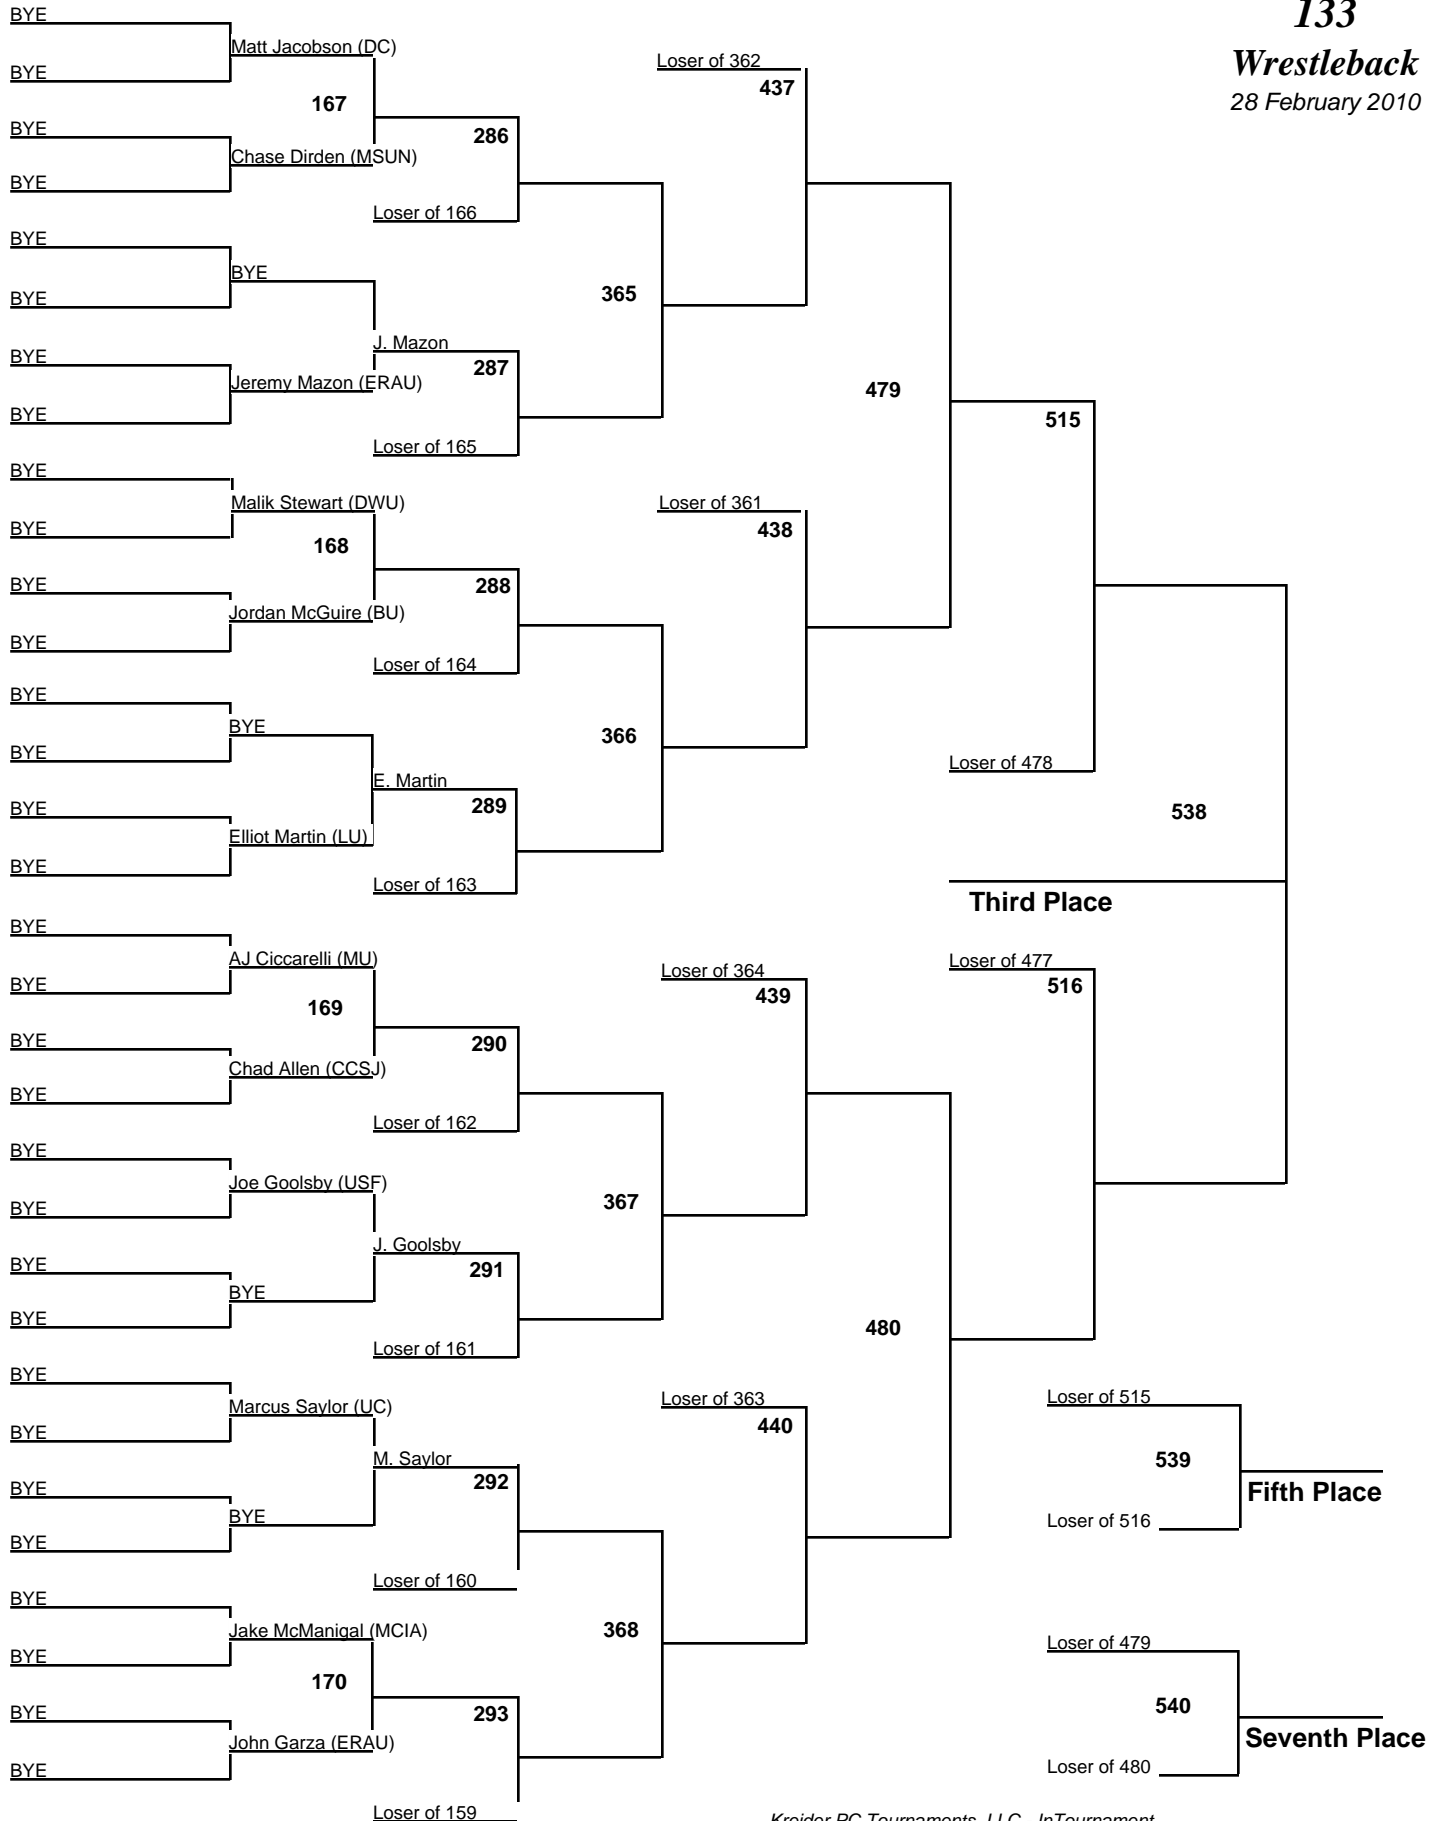 133
Wrestleback
28 February 2010
BYE
Matt Jacobson (DC)
Loser of 362
BYE
437
167
BYE
286
Chase Dirden (MSUN)
BYE
Loser of 166
BYE
BYE
365
BYE
J. Mazon
BYE
287
Jeremy Mazon (ERAU)
479
BYE
515
Loser of 165
BYE
Malik Stewart (DWU)
Loser of 361
BYE
438
168
BYE
288
Jordan McGuire (BU)
BYE
Loser of 164
BYE
BYE
366
BYE
Loser of 478
E. Martin
BYE
289
538
Elliot Martin (LU)
BYE
Loser of 163
Third Place
BYE
AJ Ciccarelli (MU)
Loser of 477
Loser of 364
BYE
516
439
169
BYE
290
Chad Allen (CCSJ)
BYE
Loser of 162
BYE
Joe Goolsby (USF)
367
BYE
J. Goolsby
BYE
291
BYE
BYE
480
Loser of 161
BYE
Marcus Saylor (UC)
Loser of 363
Loser of 515
BYE
440
M. Saylor
539
BYE
292
Fifth Place
BYE
Loser of 516
BYE
Loser of 160
BYE
Jake McManigal (MCIA)
368
Loser of 479
BYE
170
BYE
293
540
John Garza (ERAU)
Seventh Place
BYE
Loser of 480
Loser of 159
Kreider PC Tournaments, LLC - InTournament